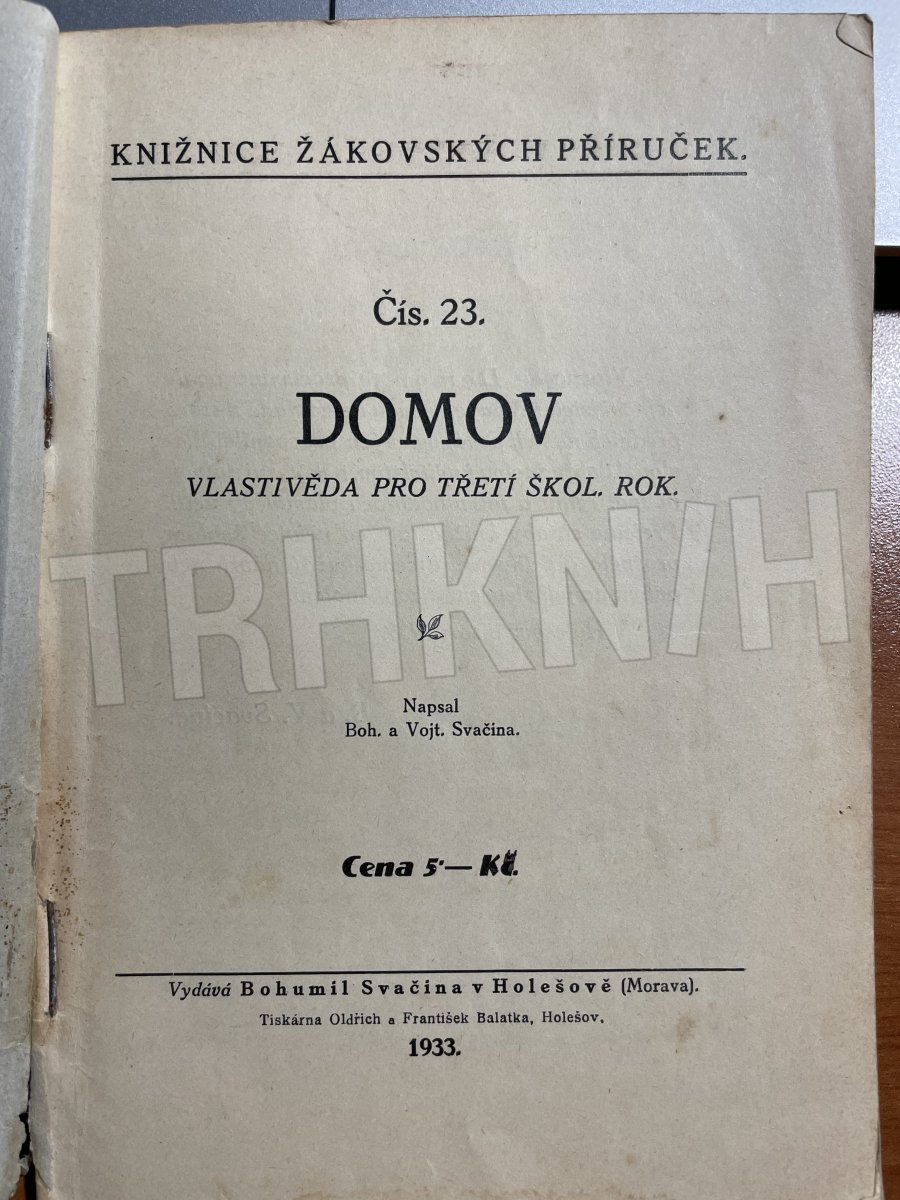 KNIŽNICE ŽÁKOVSKÝCH PŘÍRUČEK.
Čís. 23.
DOMOV
VLASTIVĚDA PRO TŘETÍ ŠKOL. ROK.
TRHKNIH
Napsal
Boh. a Vojt. Svačina.
Cena 5·— Kč.
Vydává Bohumil Svačina v Holešově (Morava).
Tiskárna Oldřich a František Balatka, Holešov.
1933.